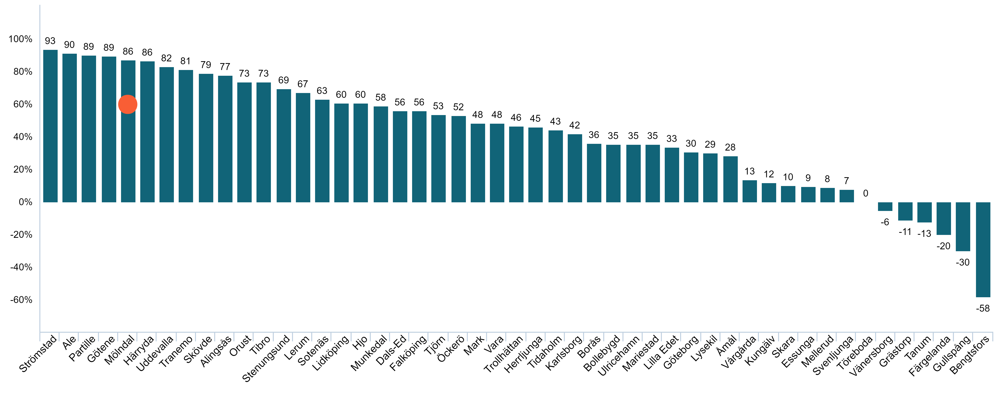 100%
80%
60%
40%
20%
0%
-20%
-40%
-60%
93
90
89
89
86
86
82
81
79
77
73
73
69
67
63
60
60
58
56
56
53
52
48
48
46
45
43
42
36
35
35
35
33
30
29
28
13
12
10
9
8
7
0
-6
-11
-13
-20
-30
-58
Strömstad
Ale
Partille
Götene
Mölndal
Härryda
Uddevalla
Tranemo
Skövde
Alingsås
Orust
Tibro
Stenungsund
Lerum
Sotenäs
Lidköping
Hjo
Munkedal
Dals-Ed
Falköping
Tjörn
Öckerö
Mark
Vara
Trollhättan
Herrljunga
Tidaholm
Karlsborg
Borås
Bollebygd
Ulricehamn
Mariestad
Lilla Edet
Göteborg
Lysekil
Åmål
Vårgårda
Kungälv
Skara
Essunga
Mellerud
Svenljunga
Töreboda
Vänersborg
Grästorp
Tanum
Färgelanda
Gullspång
Bengtsfors